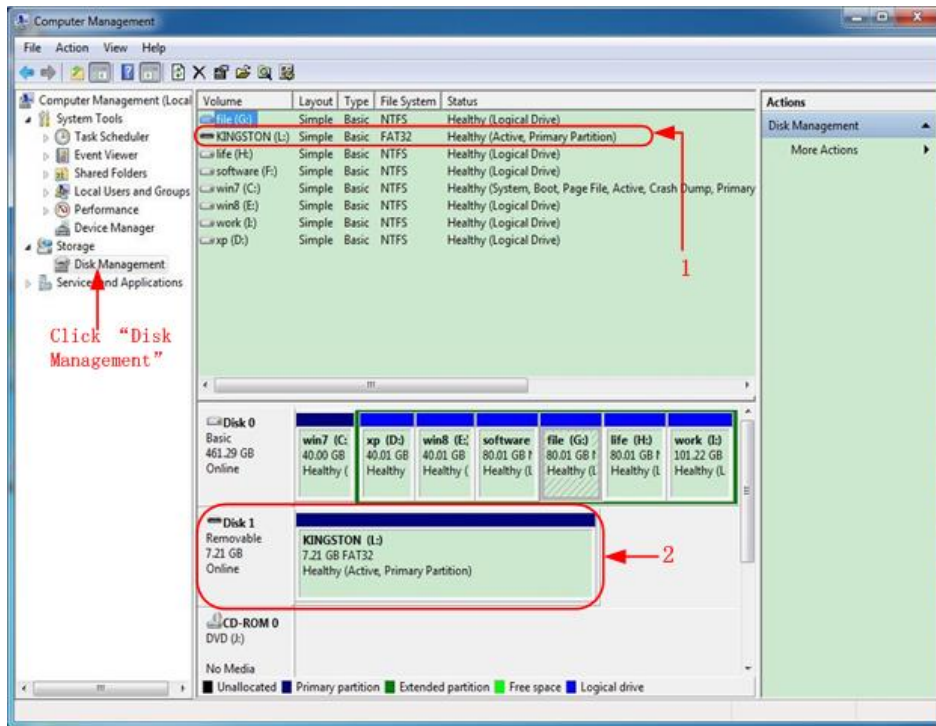 Computer Management
File Action View Help
Computer Management (Local
System Tools
Task Scheduler
Event Viewer
Shared Folders
Local Users and Groups
Performance
Device Manager
Storage
Disk Management
Services and Applications
Click “Disk
Management”
Volume Layout Type File System Status
file (G:) Simple Basic NTFS Healthy (Logical Drive)
KINGSTON (L:) Simple Basic FAT32 Healthy (Active, Primary Partition)
life (H:) Simple Basic NTFS Healthy (Logical Drive)
software (F:) Simple Basic NTFS Healthy (Logical Drive)
win7 (C:) Simple Basic NTFS Healthy (System, Boot, Page File, Active, Crash Dump, Primary
win8 (E:) Simple Basic NTFS Healthy (Logical Drive)
work (I:) Simple Basic NTFS Healthy (Logical Drive)
xp (D:) Simple Basic NTFS Healthy (Logical Drive)
1
Disk 0
Basic
461.29 GB
Online
win7 (C:
40.00 GB
Healthy (
xp (D:)
40.01 GB
Healthy
win8 (E:
40.01 GB
Healthy (
software
80.01 GB
Healthy (L
file (G:)
80.01 GB
Healthy (L
life (H:)
80.01 GB
Healthy (L
work (I:)
101.22 GB
Healthy (L
Disk 1
Removable
7.21 GB
Online
KINGSTON (L:)
7.21 GB FAT32
Healthy (Active, Primary Partition)
2
CD-ROM 0
DVD (J:)
No Media
Unallocated Primary partition Extended partition Free space Logical drive
Actions
Disk Management
More Actions